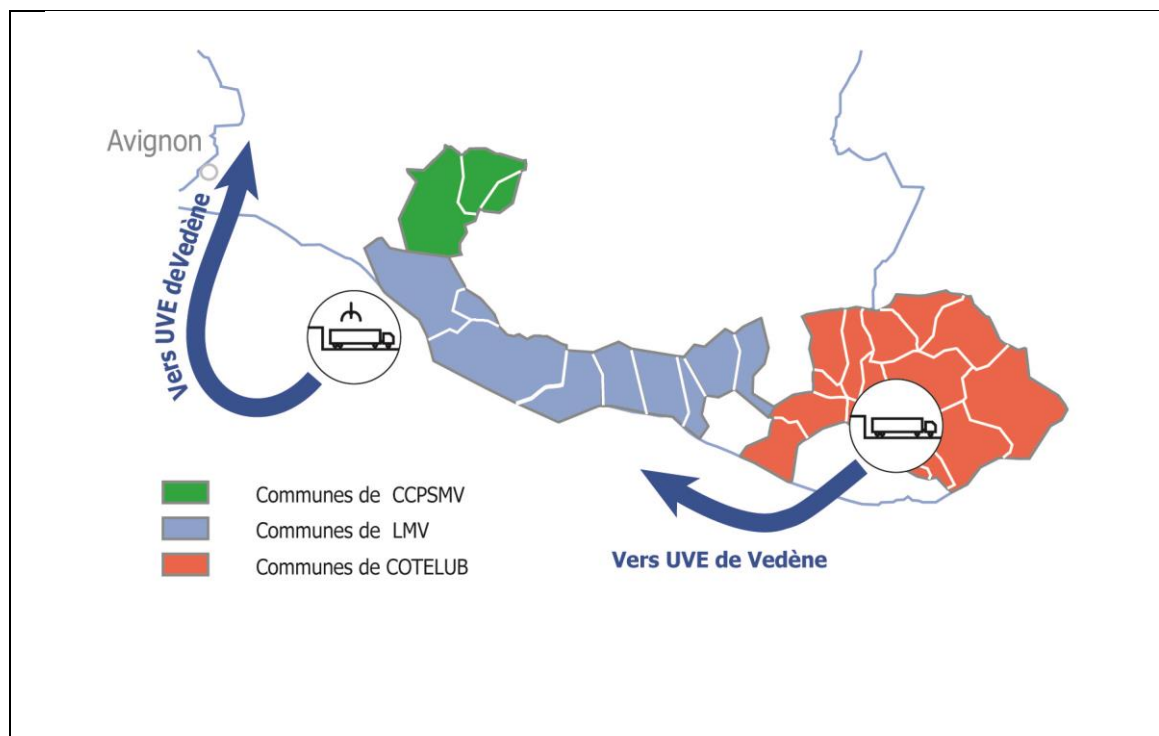 Avignon
Vers UVE deVedène
Communes de CCPSMV
Communes de LMV
Communes de COTELUB
Vers UVE de Vedène